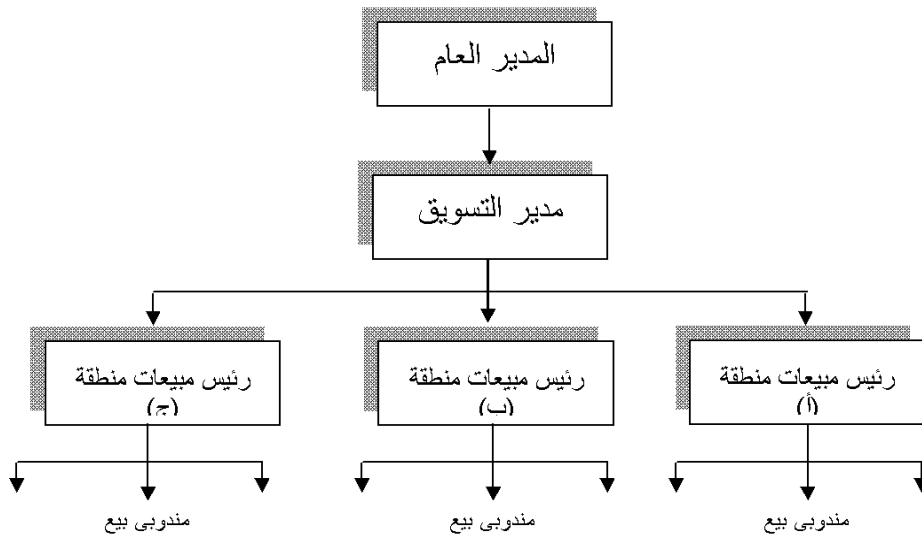 المدير العام
مدير التسويق
رئيس مبيعات منطقة
(أ)
رئيس مبيعات منطقة
(ب)
رئيس مبيعات منطقة
(ج)
مندوبى بيع
مندوبى بيع
مندوبى بيع